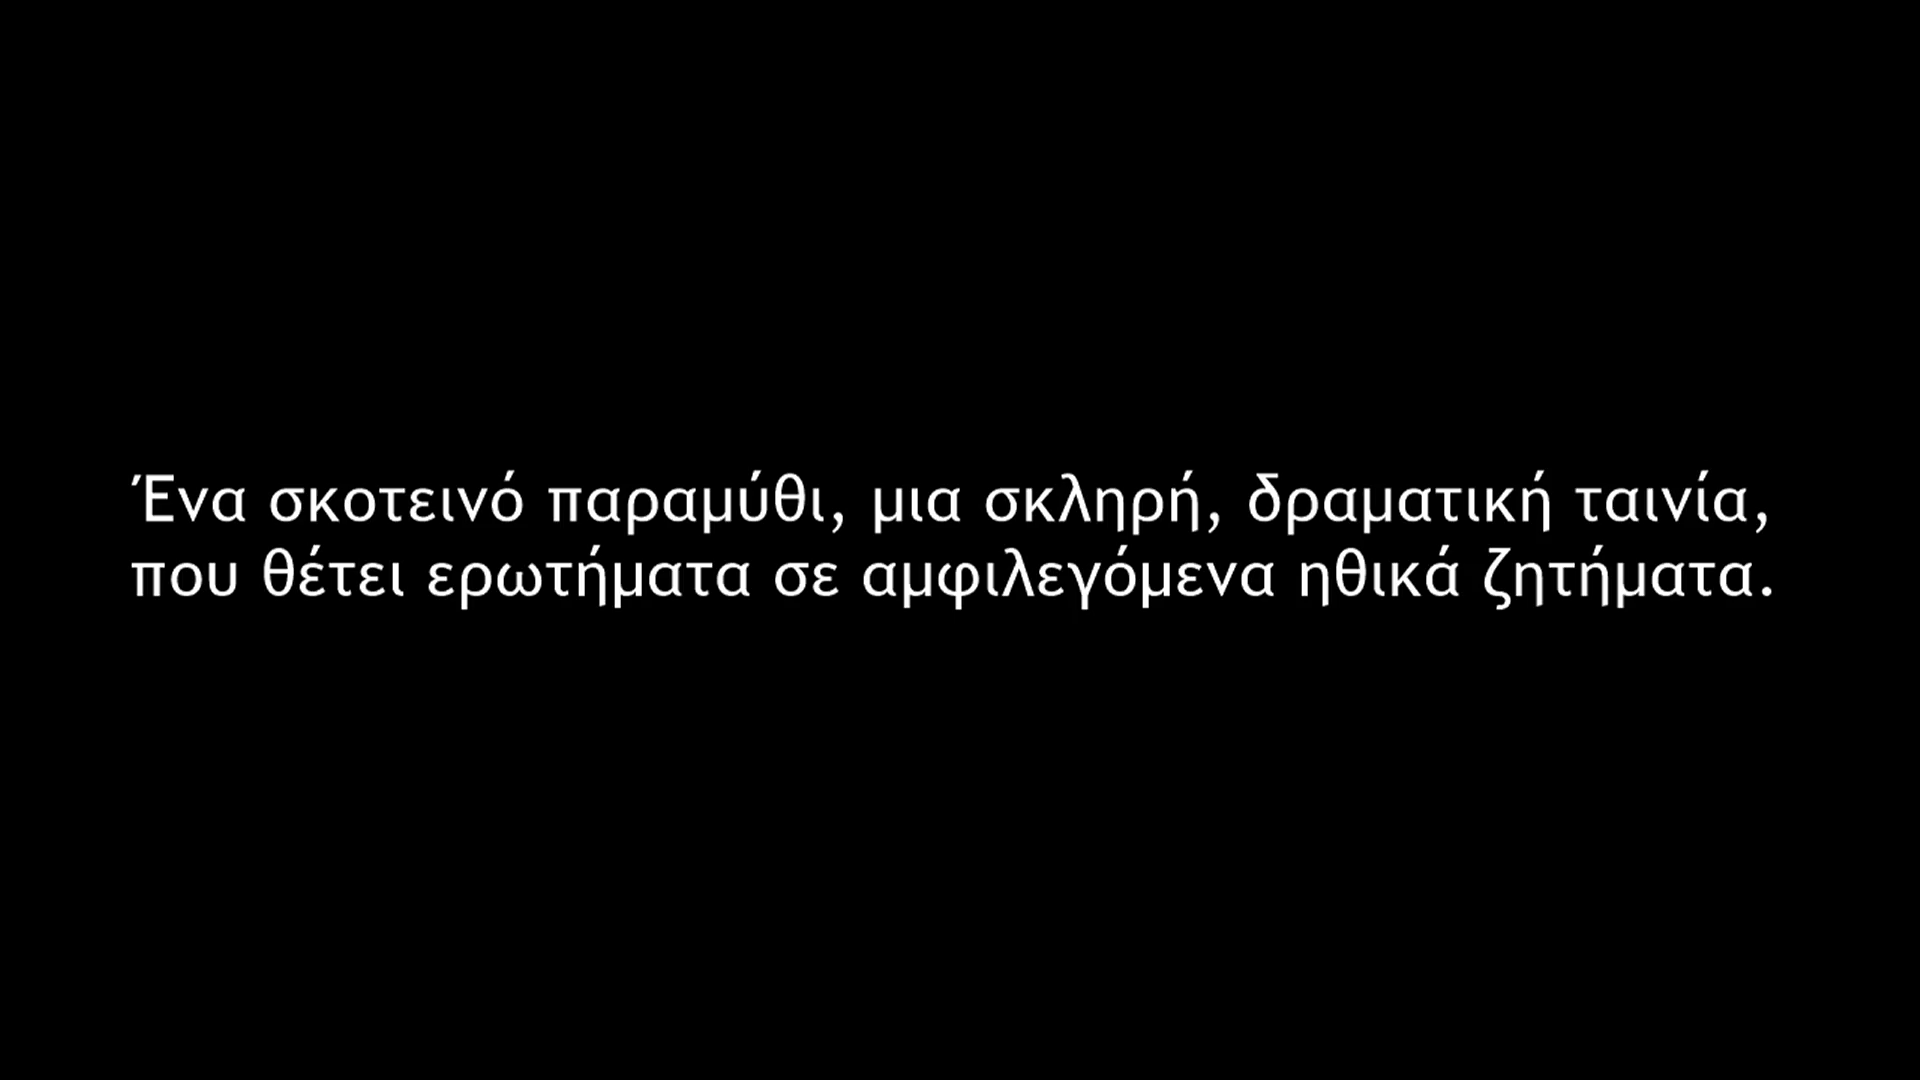 Ένα σκοτεινό παραμύθι, μια σκληρή, δραματική ταινία,
που θέτει ερωτήματα σε αμφιλεγόμενα ηθικά ζητήματα.